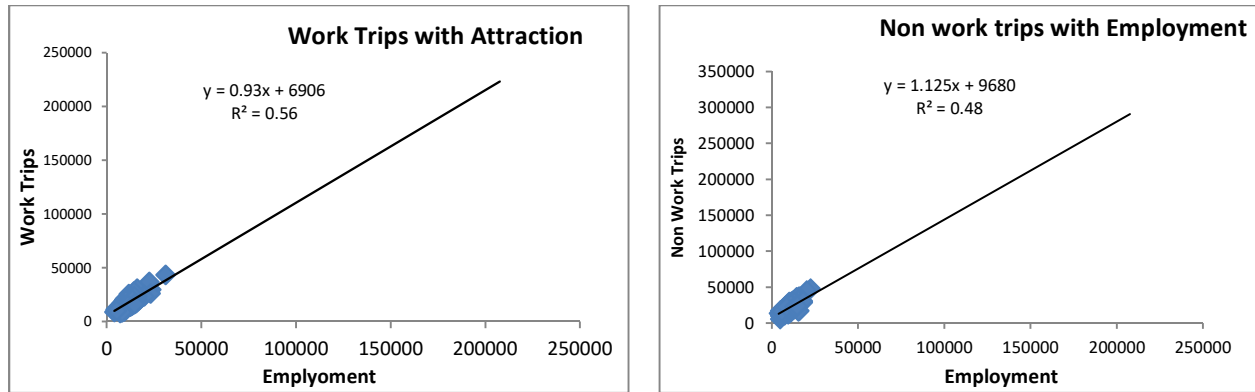 Work Trips with Attraction
250000
200000
150000
100000
50000
0
y = 0.93x + 6906
R² = 0.56
Work Trips
0 50000 100000 150000 200000 250000
Emplyoment
Non work trips with Employment
350000
300000
250000
200000
150000
100000
50000
0
y = 1.125x + 9680
R² = 0.48
Non Work Trips
0 50000 100000 150000 200000 250000
Employment